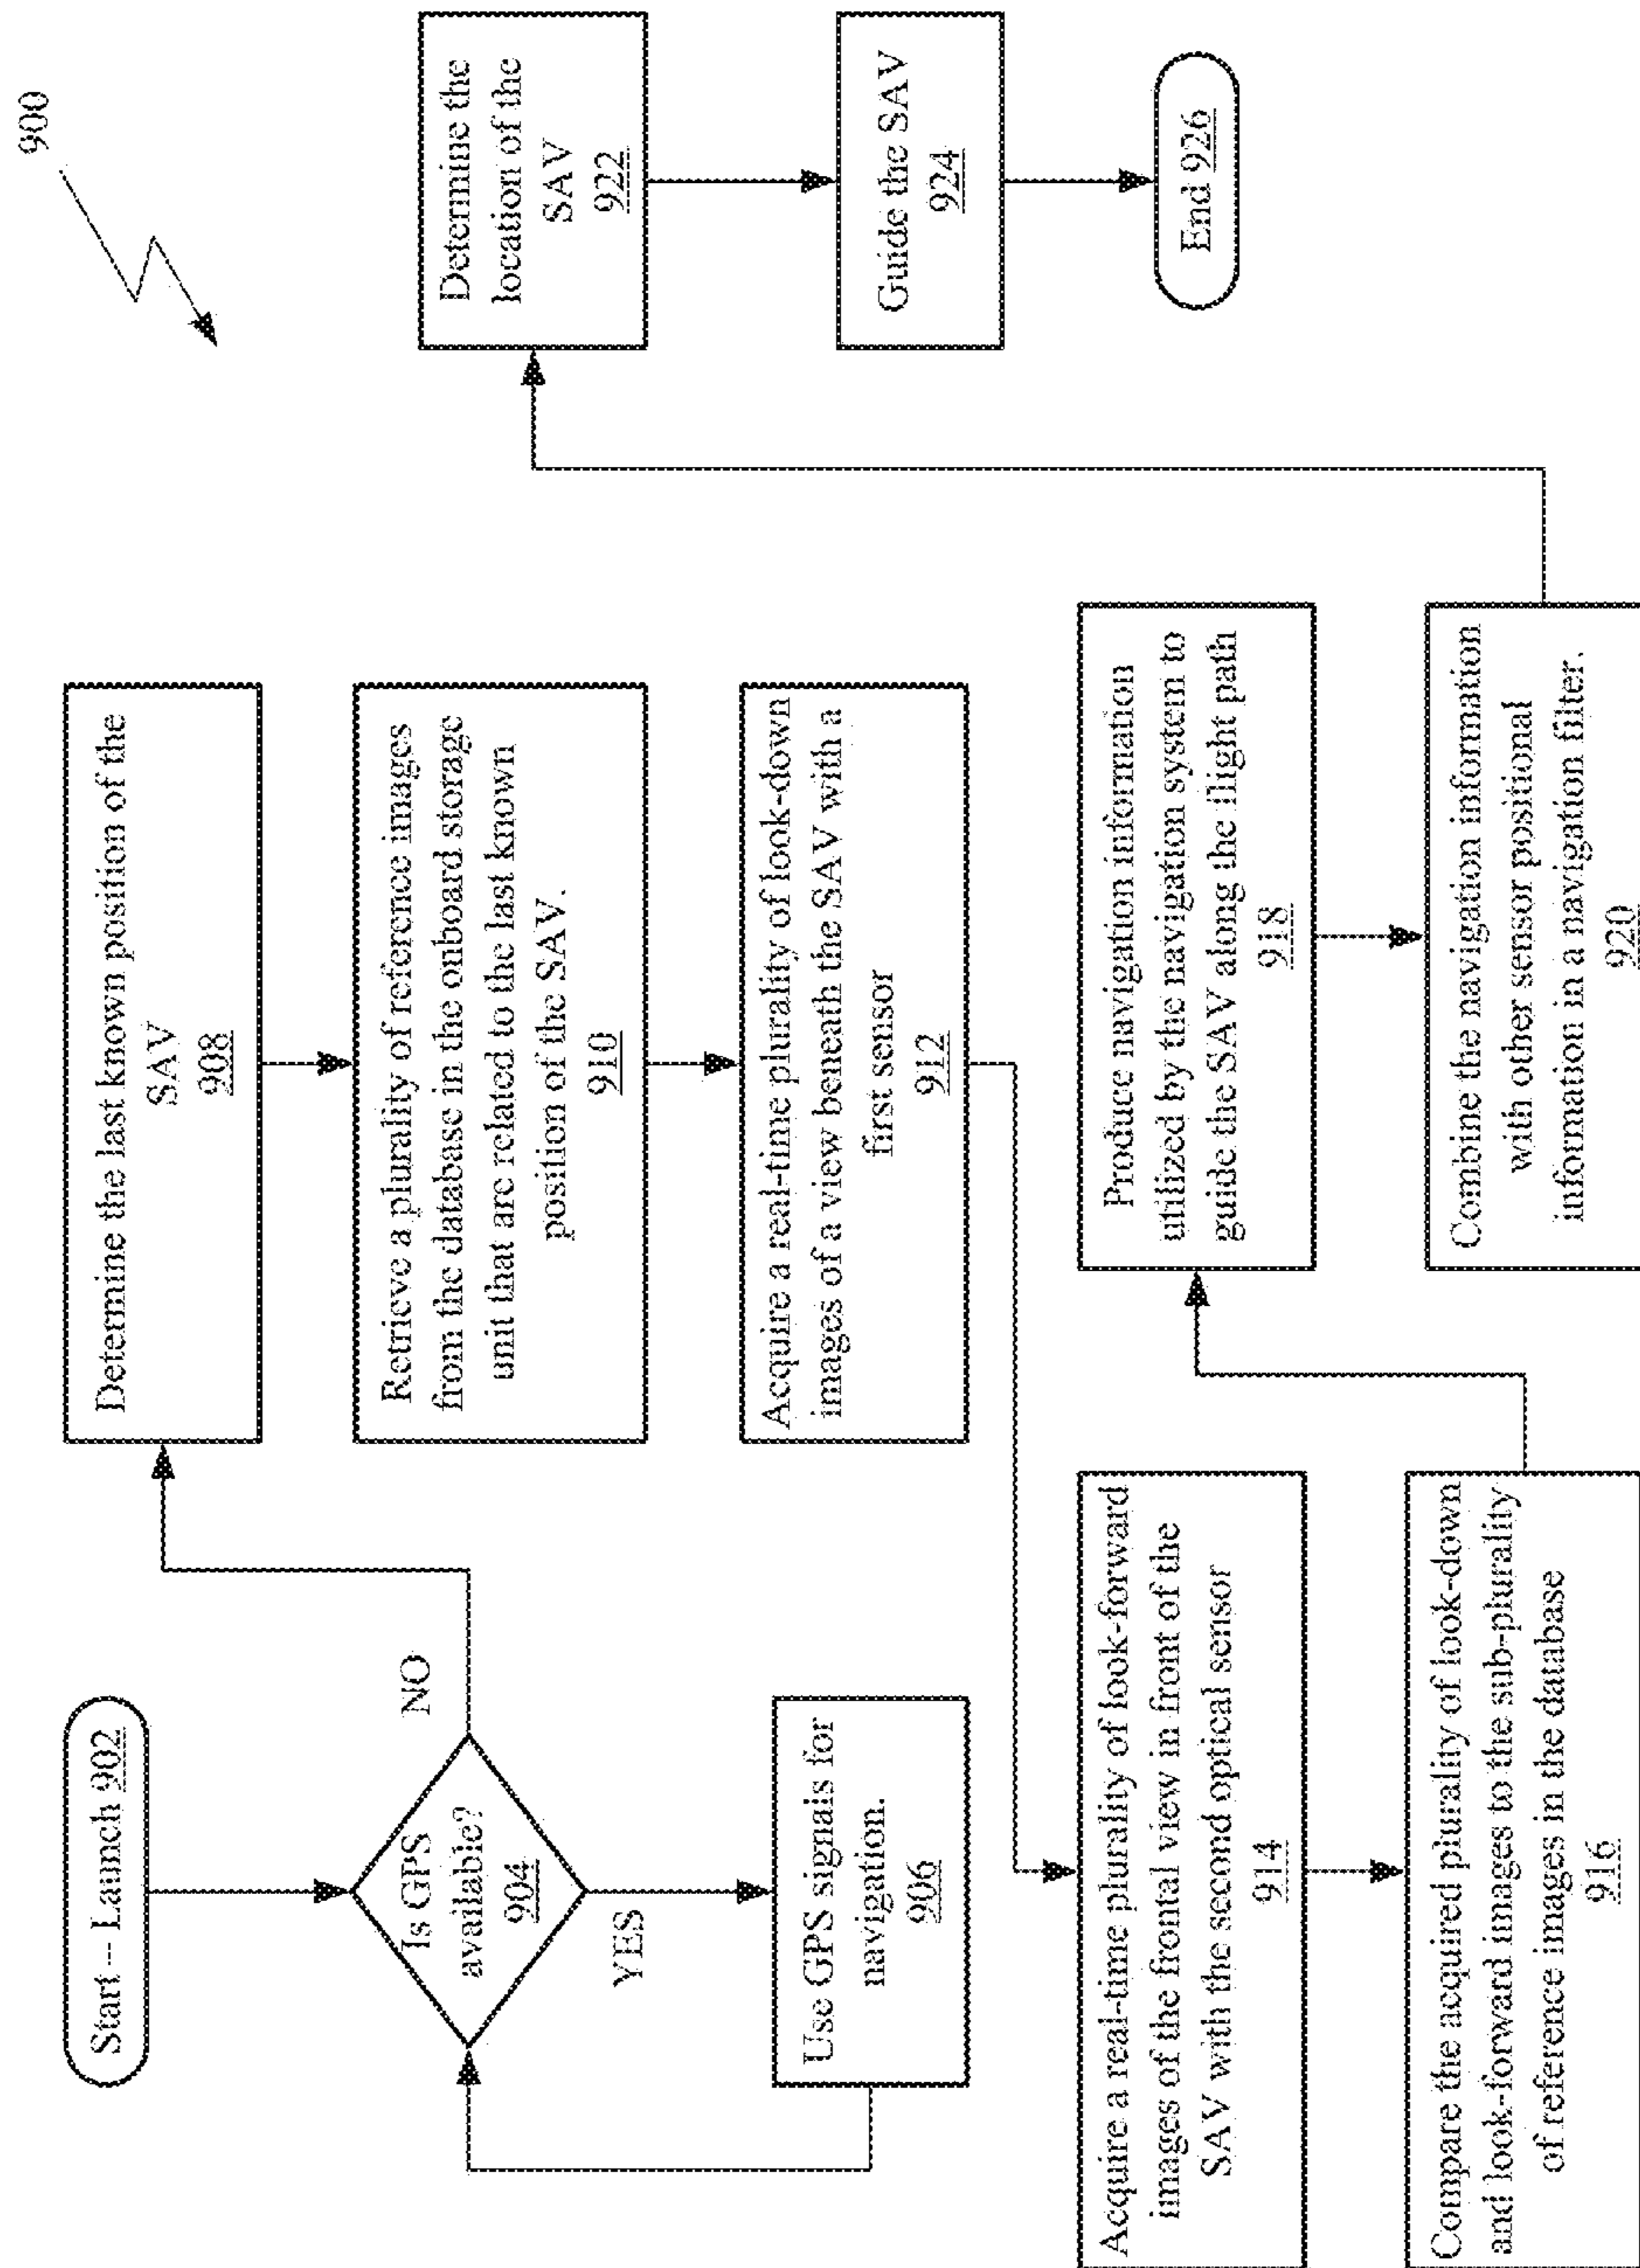 900
Start -- Launch 902
Is GPS
available?
904
NO
YES
Use GPS signals for
navigation.
906
Determine the last known position of the
SAV
908
Retrieve a plurality of reference images
from the database in the onboard storage
unit that are related to the last known
position of the SAV.
910
Acquire a real-time plurality of look-down
images of a view beneath the SAV with a
first sensor
912
Acquire a real-time plurality of look-forward
images of the frontal view in front of the
SAV with the second optical sensor
914
Compare the acquired plurality of look-down
and look-forward images to the sub-plurality
of reference images in the database
916
Produce navigation information
utilized by the navigation system to
guide the SAV along the flight path
918
Combine the navigation information
with other sensor positional
information in a navigation filter.
920
Determine the
location of the
SAV
922
Guide the SAV
924
End 926